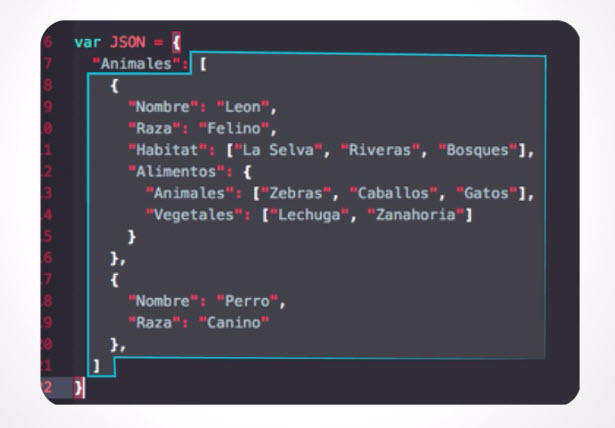 6 var JSON = {
7 "Animales": [
8 {
9 "Nombre": "Leon",
10 "Raza": "Felino",
11 "Habitat": ["La Selva", "Riveras", "Bosques"],
12 "Alimentos": {
13 "Animales": ["Zebras", "Caballos", "Gatos"],
14 "Vegetales": ["Lechuga", "Zanahoria"]
15 }
16 },
17 {
18 "Nombre": "Perro",
19 "Raza": "Canino"
20 },
21 ]
22 }